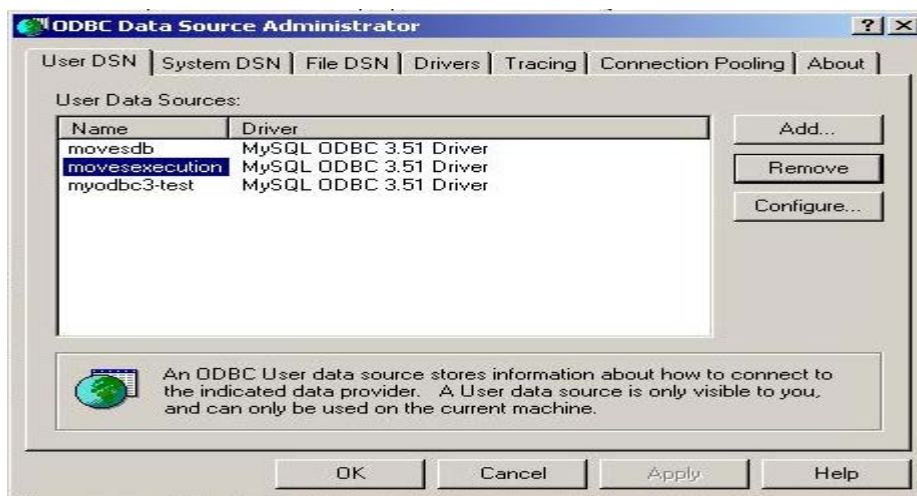 ODBC Data Source Administrator
User DSN System DSN File DSN Drivers Tracing Connection Pooling About
User Data Sources:
Name Driver
movesdb MySQL ODBC 3.51 Driver
movesexecution MySQL ODBC 3.51 Driver
myodbc3-test MySQL ODBC 3.51 Driver
Add...
Remove
Configure...
An ODBC User data source stores information about how to connect to
the indicated data provider. A User data source is only visible to you,
and can only be used on the current machine.
OK Cancel Apply Help